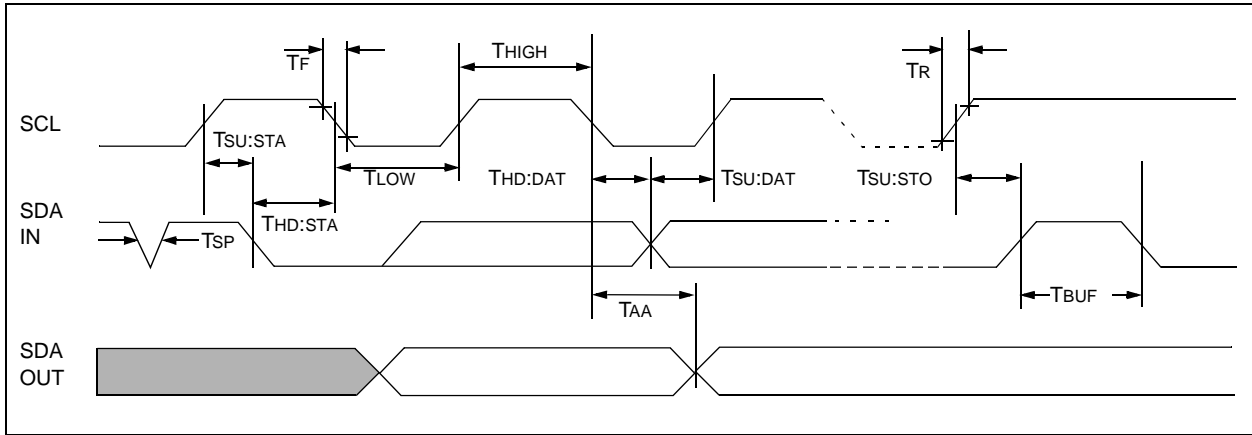 TF
THIGH
TR
SCL
TSU:STA
TLOW
THD:DAT
TSU:DAT
TSU:STO
SDA
IN
TSP
THD:STA
TAA
TBUF
SDA
OUT